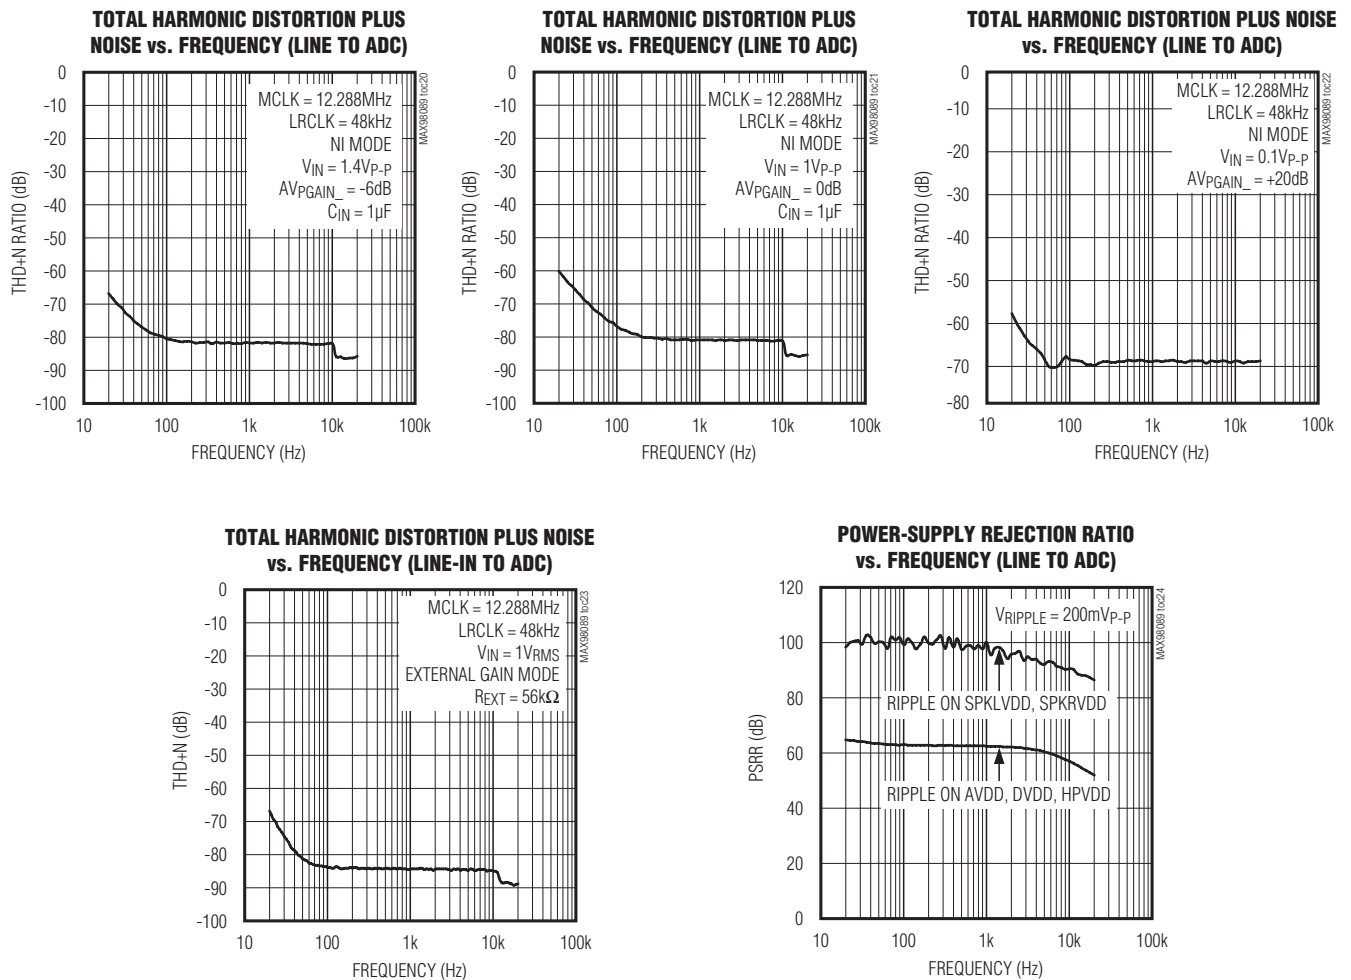 TOTAL HARMONIC DISTORTION PLUS
NOISE vs. FREQUENCY (LINE TO ADC)
0
-10
-20
-30
-40
-50
-60
-70
-80
-90
-100
THD+N RATIO (dB)
MCLK = 12.288MHz
LRCLK = 48kHz
NI MODE
VIN = 1.4VP-P
AVPGAIN_ = -6dB
CIN = 1µF
MAX98089 toc20
10
100
1k
10k
100k
FREQUENCY (Hz)
TOTAL HARMONIC DISTORTION PLUS
NOISE vs. FREQUENCY (LINE TO ADC)
0
-10
-20
-30
-40
-50
-60
-70
-80
-90
-100
THD+N RATIO (dB)
MCLK = 12.288MHz
LRCLK = 48kHz
NI MODE
VIN = 1VP-P
AVPGAIN_ = 0dB
CIN = 1µF
MAX98089 toc21
10
100
1k
10k
100k
FREQUENCY (Hz)
TOTAL HARMONIC DISTORTION PLUS NOISE
vs. FREQUENCY (LINE TO ADC)
0
-10
-20
-30
-40
-50
-60
-70
-80
THD+N RATIO (dB)
MCLK = 12.288MHz
LRCLK = 48kHz
NI MODE
VIN = 0.1VP-P
AVPGAIN_ = +20dB
MAX98089 toc22
10
100
1k
10k
100k
FREQUENCY (Hz)
TOTAL HARMONIC DISTORTION PLUS NOISE
vs. FREQUENCY (LINE-IN TO ADC)
0
-10
-20
-30
-40
-50
-60
-70
-80
-90
-100
THD+N (dB)
MCLK = 12.288MHz
LRCLK = 48kHz
VIN = 1VRMS
EXTERNAL GAIN MODE
REXT = 56kΩ
MAX98089 toc23
10
100
1k
10k
100k
FREQUENCY (Hz)
POWER-SUPPLY REJECTION RATIO
vs. FREQUENCY (LINE TO ADC)
120
100
80
60
40
20
0
PSRR (dB)
VRIPPLE = 200mVP-P
RIPPLE ON SPKLVDD, SPKRVDD
RIPPLE ON AVDD, DVDD, HPVDD
MAX98089 toc24
10
100
1k
10k
100k
FREQUENCY (Hz)